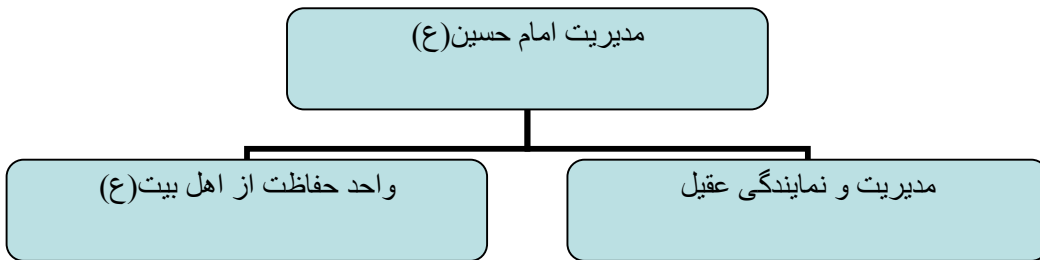 مدیریت امام حسین(ع)
مدیریت و نمایندگی عقیل
واحد حفاظت از اهل بیت(ع)